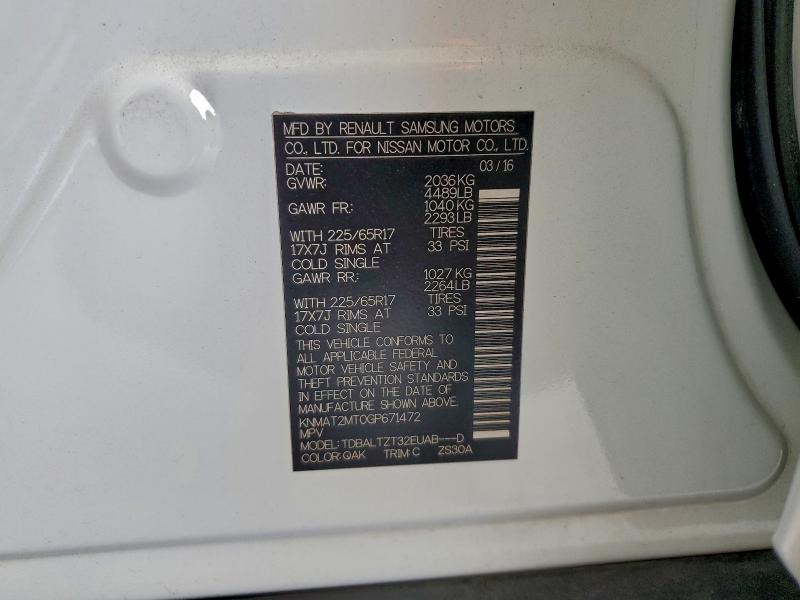 MFD BY RENAULT SAMSUNG MOTORS
CO., LTD. FOR NISSAN MOTOR CO., LTD.
DATE: 03/16
GVWR: 2036KG
4489LB
GAWR FR: 1040KG
2293LB
WITH 225/65R17 TIRES
17X7J RIMS AT 33 PSI
COLD SINGLE
GAWR RR: 1027KG
2264LB
WITH 225/65R17 TIRES
17X7J RIMS AT 33 PSI
COLD SINGLE
THIS VEHICLE CONFORMS TO
ALL APPLICABLE FEDERAL
MOTOR VEHICLE SAFETY AND
THEFT PREVENTION STANDARDS
IN EFFECT ON THE DATE OF
MANUFACTURE SHOWN ABOVE.
KNMAT2MT0GP671472
MPV
MODEL: TDBALTZT32EUAB---D
COLOR: QAK TRIM: C ZS30A